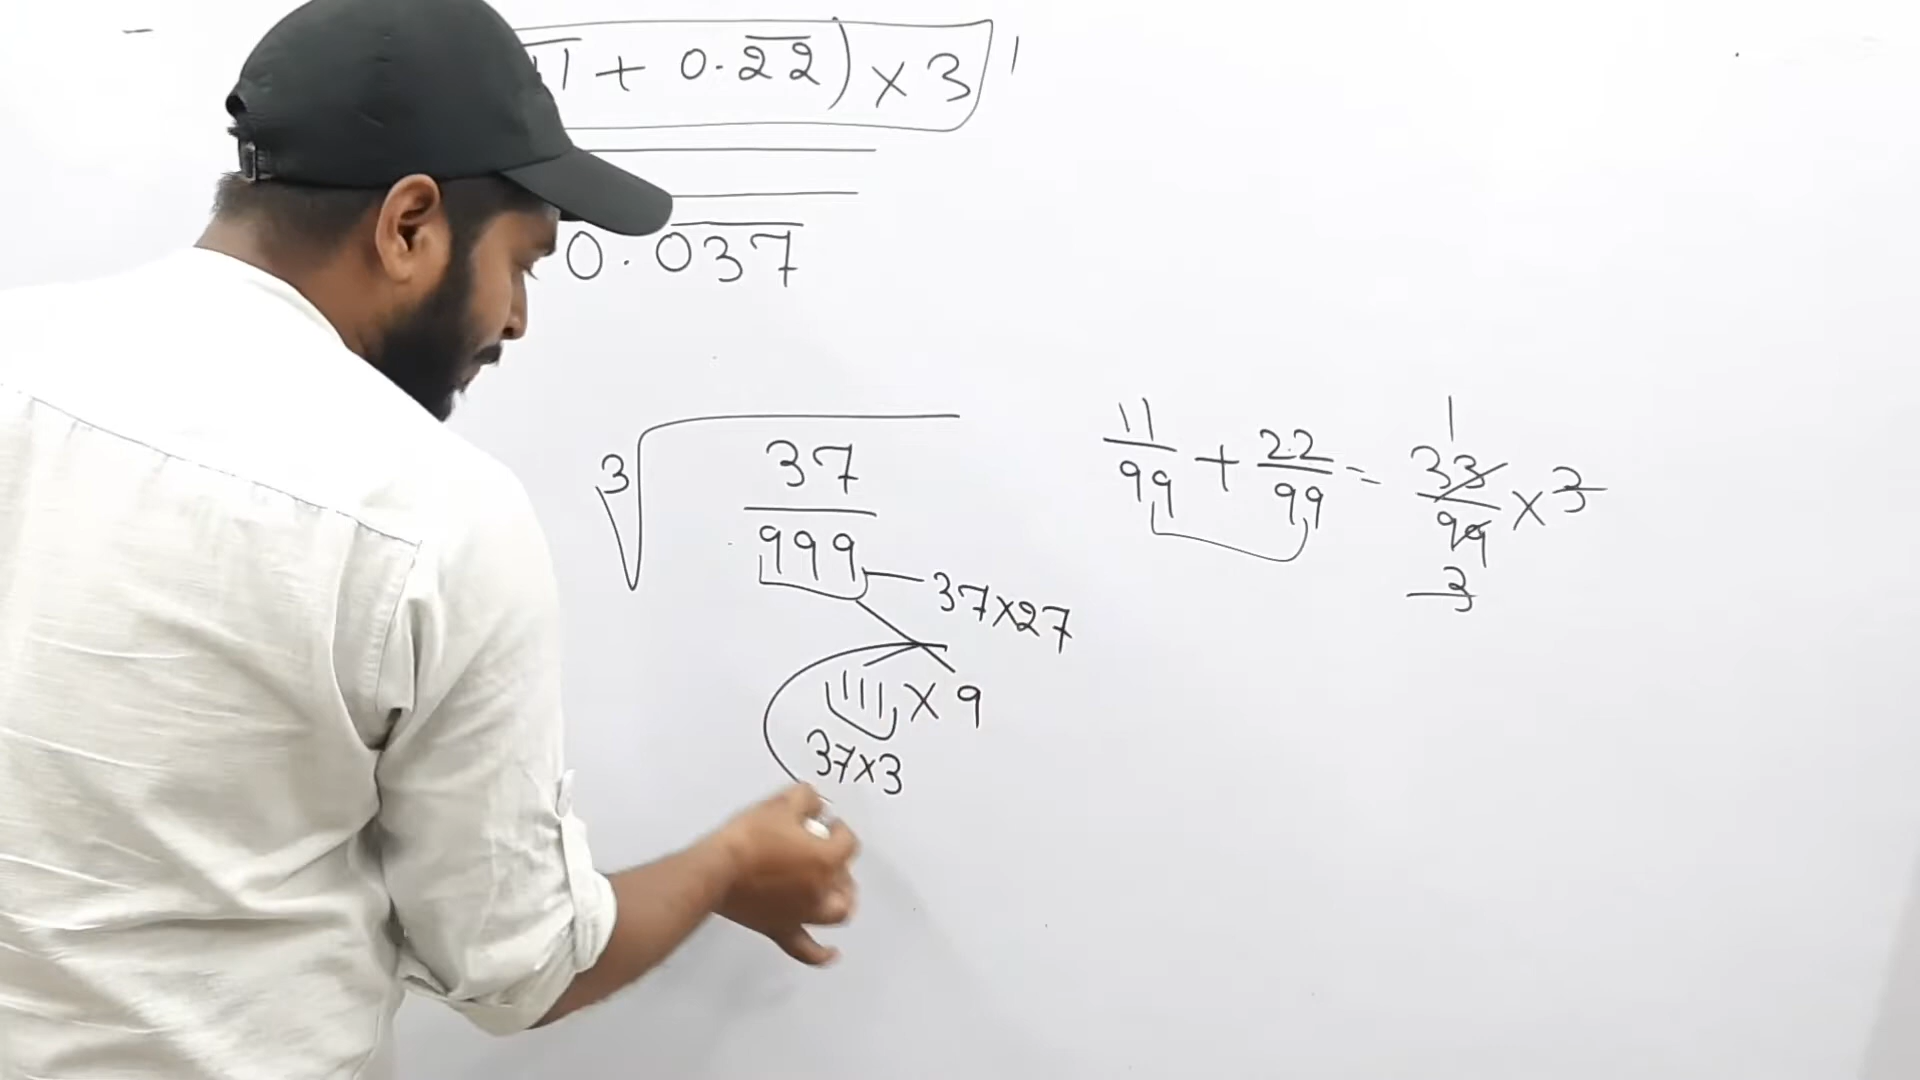 11 + 0.22) × 3
0.037
3√ 37/999
37×27
111 × 9
37×3
11/99 + 22/99 = 33/99 × 3
1
3